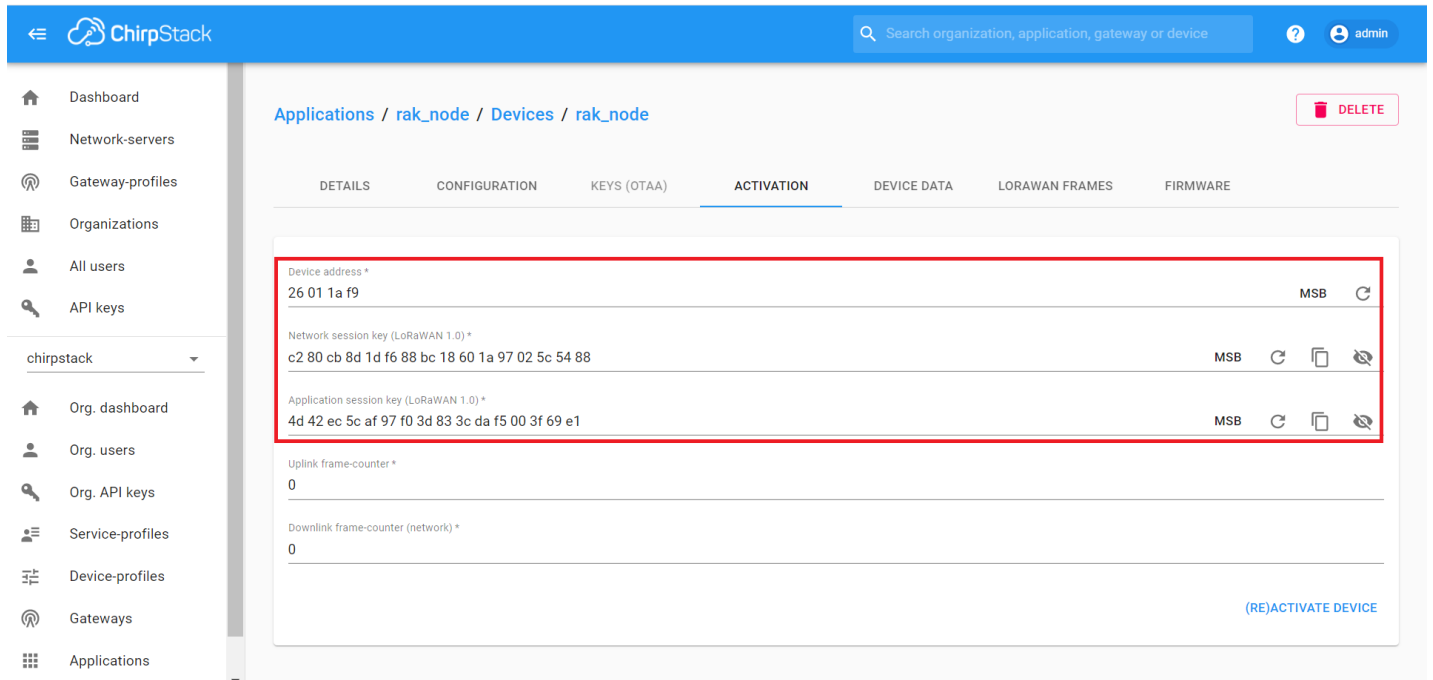 ChirpStack
Search organization, application, gateway or device
?
admin
Dashboard
Network-servers
Gateway-profiles
Organizations
All users
API keys
chirpstack
Org. dashboard
Org. users
Org. API keys
Service-profiles
Device-profiles
Gateways
Applications
Applications / rak_node / Devices / rak_node
DELETE
DETAILS CONFIGURATION KEYS (OTAA) ACTIVATION DEVICE DATA LORAWAN FRAMES FIRMWARE
Device address *
26 01 1a f9 MSB
Network session key (LoRaWAN 1.0) *
c2 80 cb 8d 1d f6 88 bc 18 60 1a 97 02 5c 54 88 MSB
Application session key (LoRaWAN 1.0) *
4d 42 ec 5c af 97 f0 3d 83 3c da f5 00 3f 69 e1 MSB
Uplink frame-counter *
0
Downlink frame-counter (network) *
0
(RE)ACTIVATE DEVICE